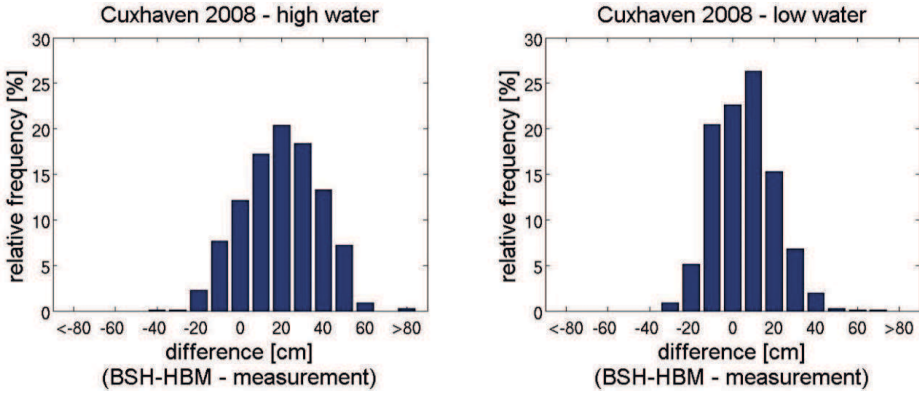 Cuxhaven 2008 - high water
30
25
20
15
10
5
0
relative frequency [%]
<-80 -60 -40 -20 0 20 40 60 >80
difference [cm]
(BSH-HBM - measurement)
Cuxhaven 2008 - low water
30
25
20
15
10
5
0
relative frequency [%]
<-80 -60 -40 -20 0 20 40 60 >80
difference [cm]
(BSH-HBM - measurement)